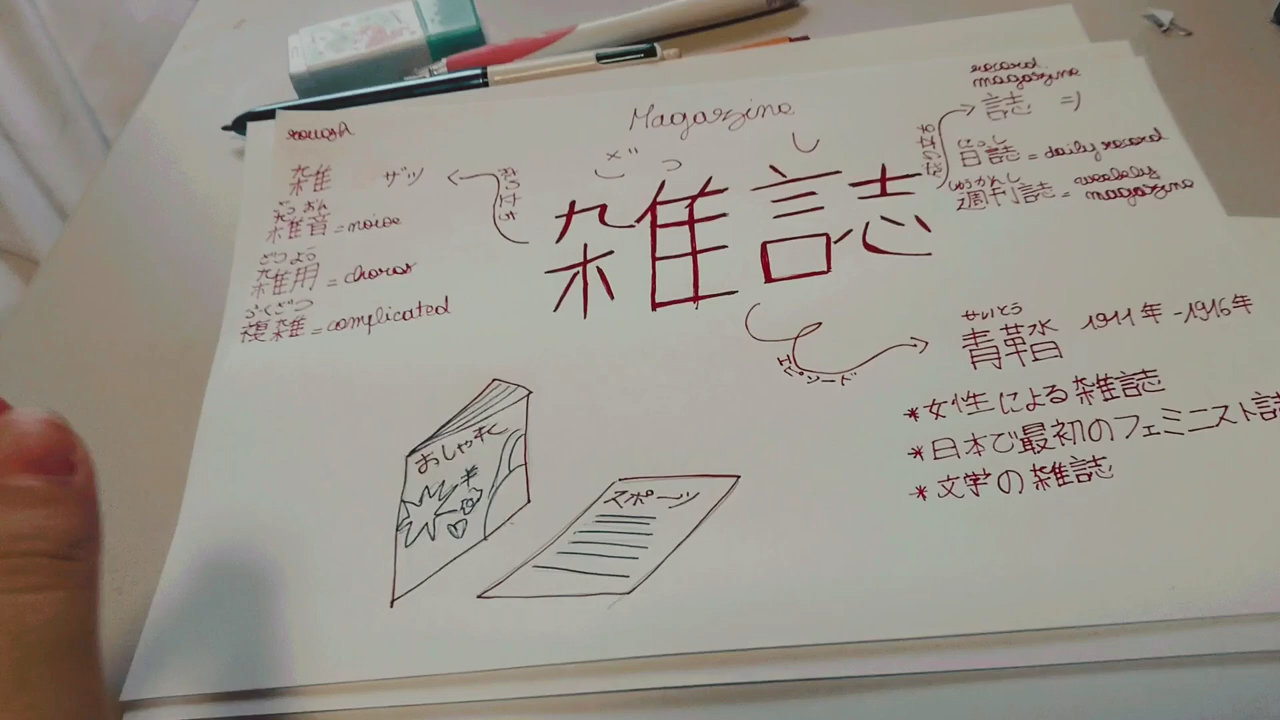 Magazine
ざっ し
雑誌
rough
雑 ザツ
ざつおん
雑音 = noise
ざつよう
雑用 = chores
ふくざつ
複雑 = complicated
record
magazine
誌 =)
にっし
日誌 = daily record
しゅうかんし
週刊誌 = weekely
magazine
エピソード
せいとう
青鞜 1911年 - 1916年
*女性による雑誌
*日本で最初のフェミニスト誌
*文学の雑誌
おしゃれ
スポーツ